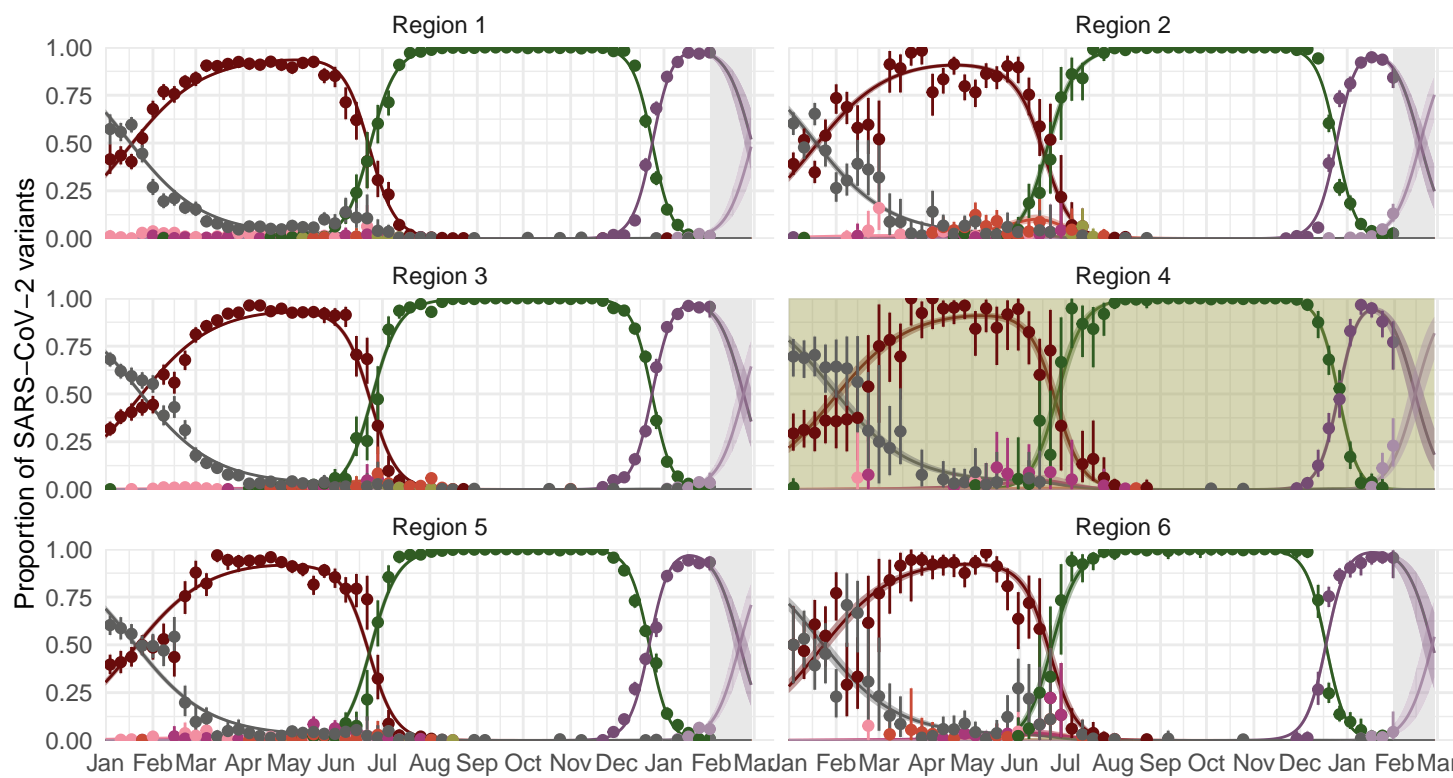 Region 1
Region 2
1.00
0.75
0.50
0.25
0.00
Region 3
Region 4
1.00
0.75
0.50
0.25
0.00
Region 5
Region 6
1.00
0.75
0.50
0.25
0.00
Jan Feb Mar Apr May Jun Jul Aug Sep Oct Nov Dec Jan Feb Mar
Jan Feb Mar Apr May Jun Jul Aug Sep Oct Nov Dec Jan Feb Mar
Proportion of SARS−CoV−2 variants